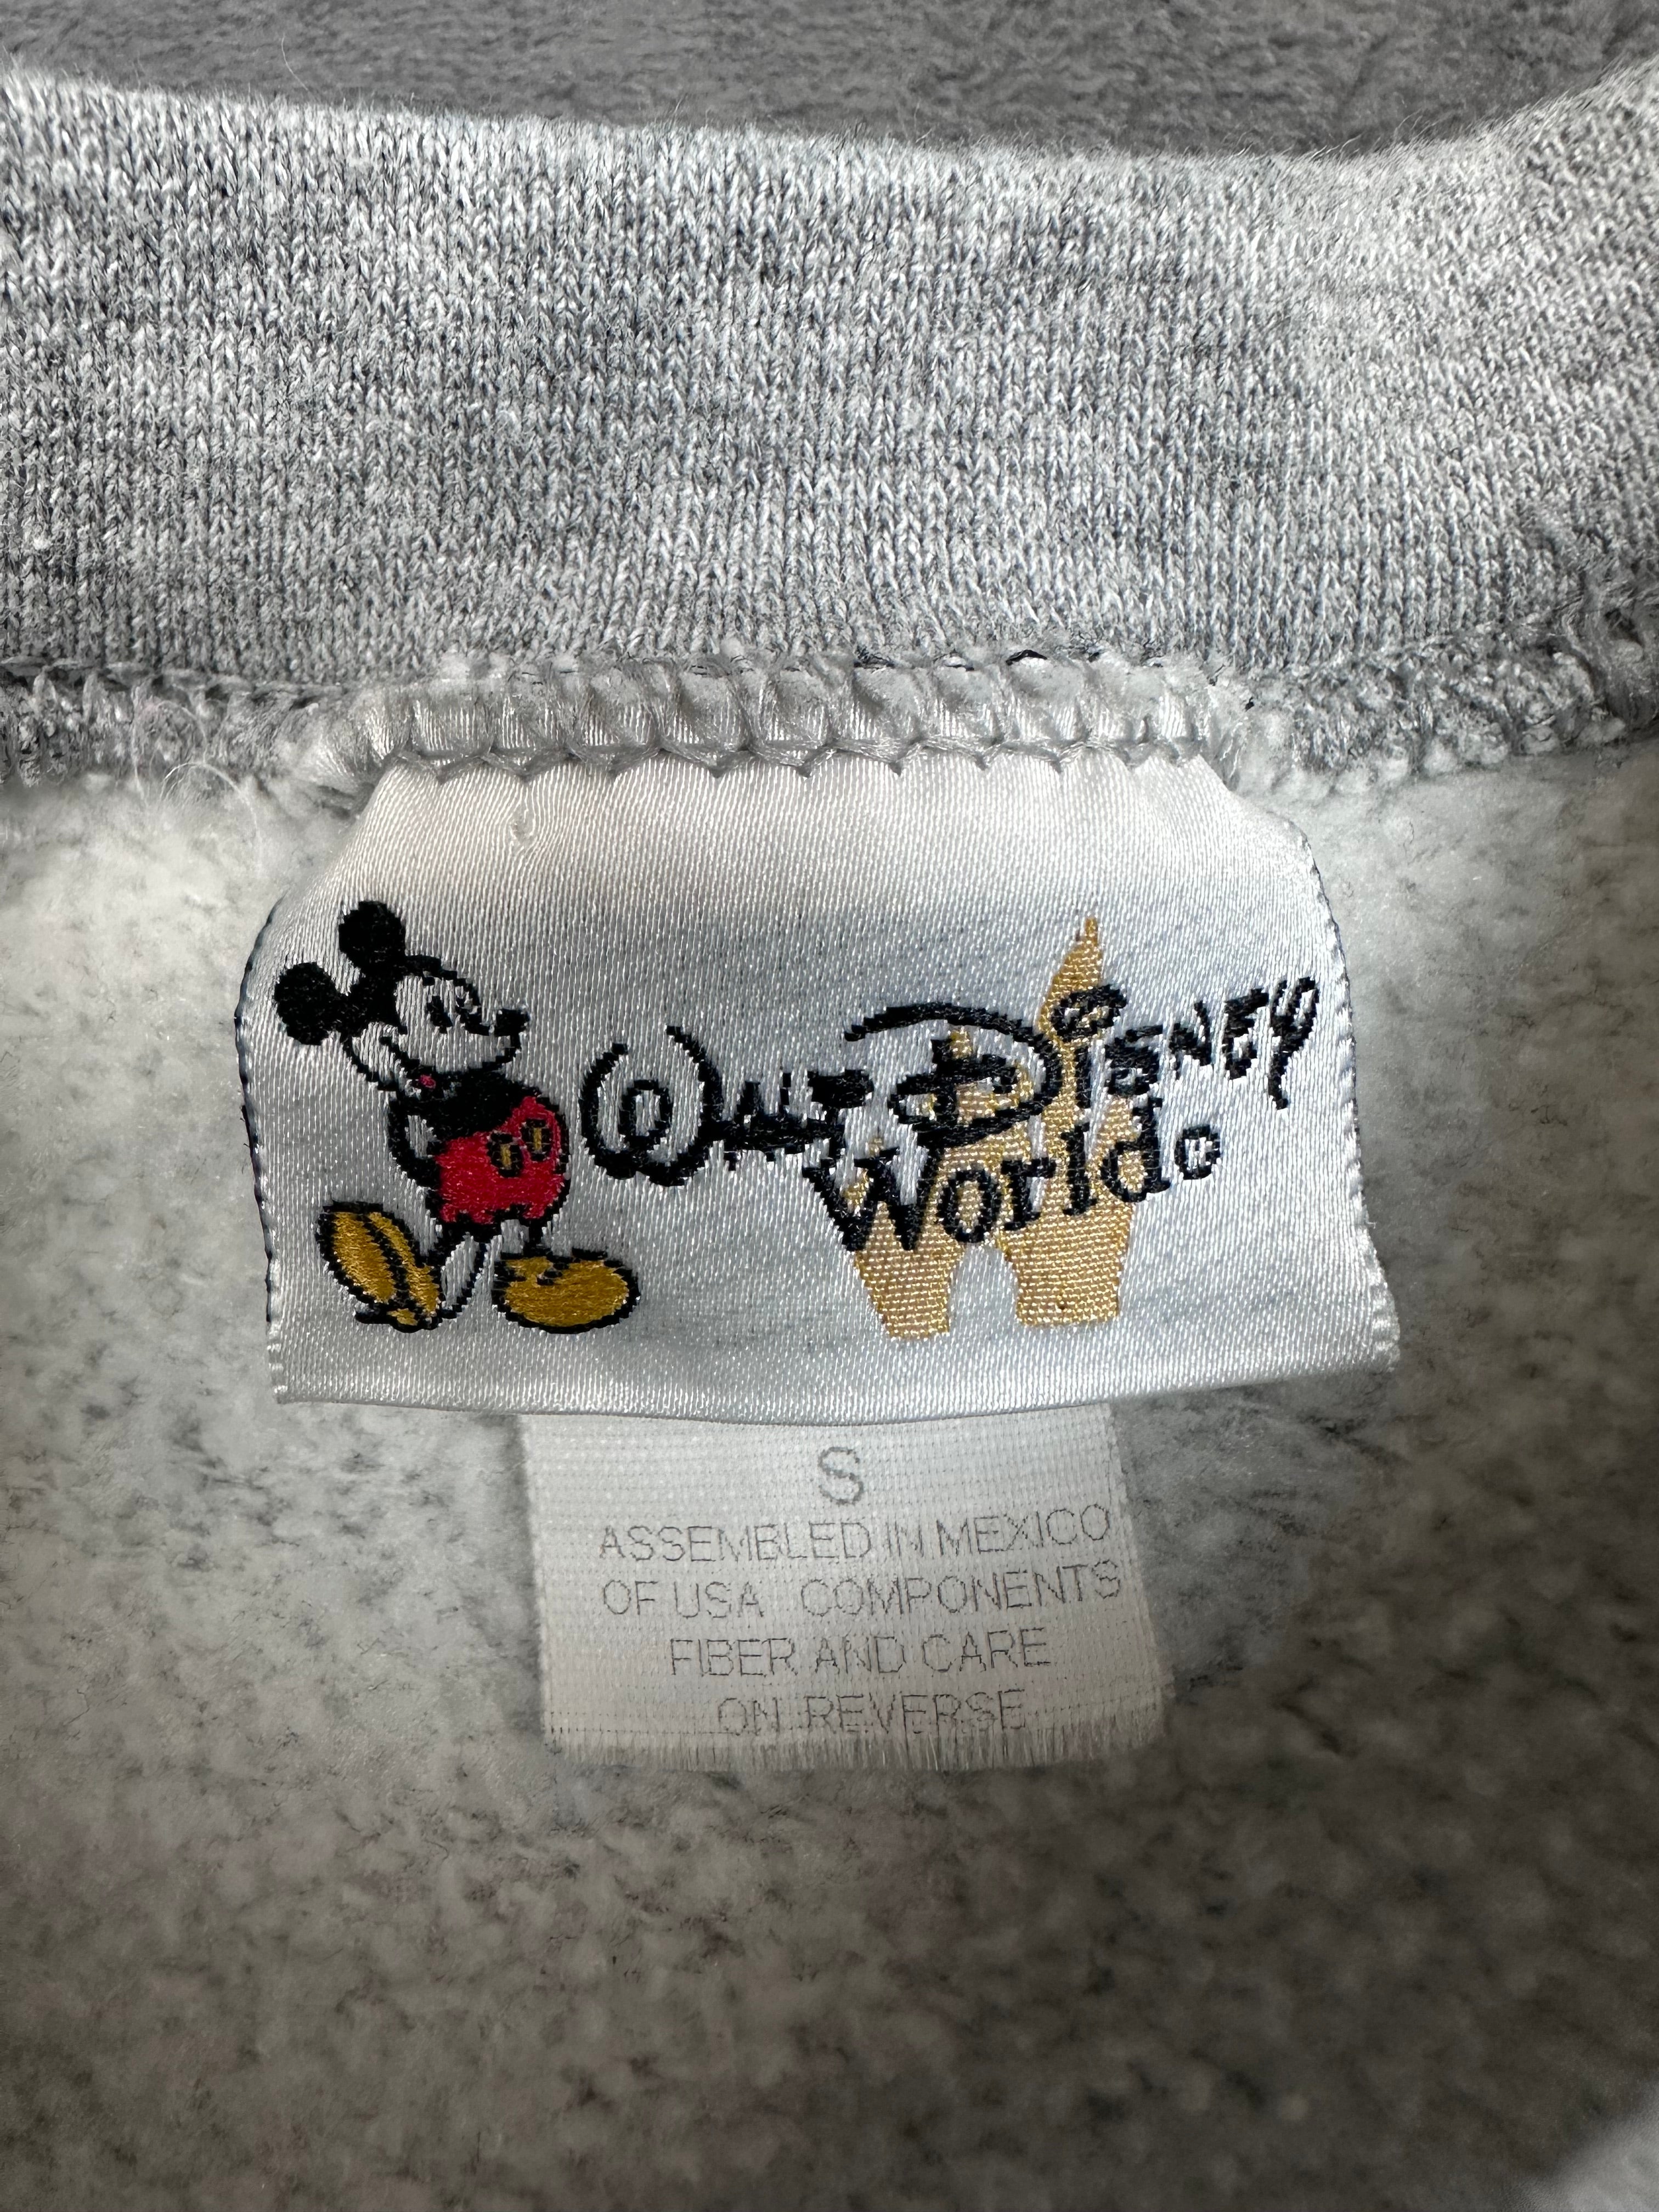 Walt Disney
World®
S
ASSEMBLED IN MEXICO
OF USA COMPONENTS
FIBER AND CARE
ON REVERSE